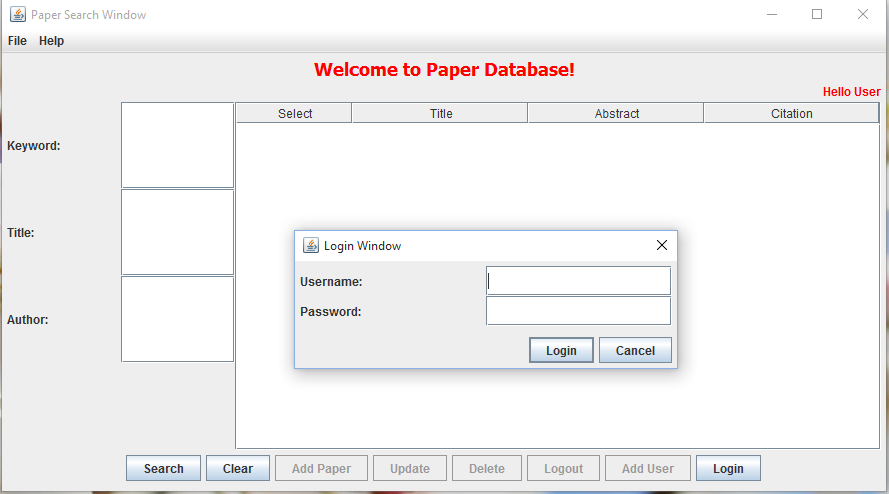 Paper Search Window
File Help
Welcome to Paper Database!
Hello User
Select Title Abstract Citation
Keyword:
Title:
Login Window
Username:
Password:
Author:
Login Cancel
Search Clear Add Paper Update Delete Logout Add User Login